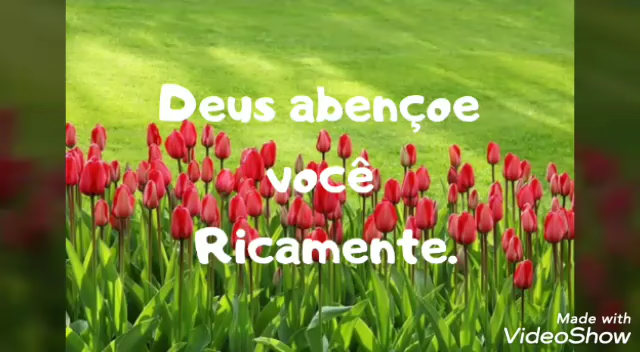 Deus abençoe
você
Ricamente.
Made with
VideoShow